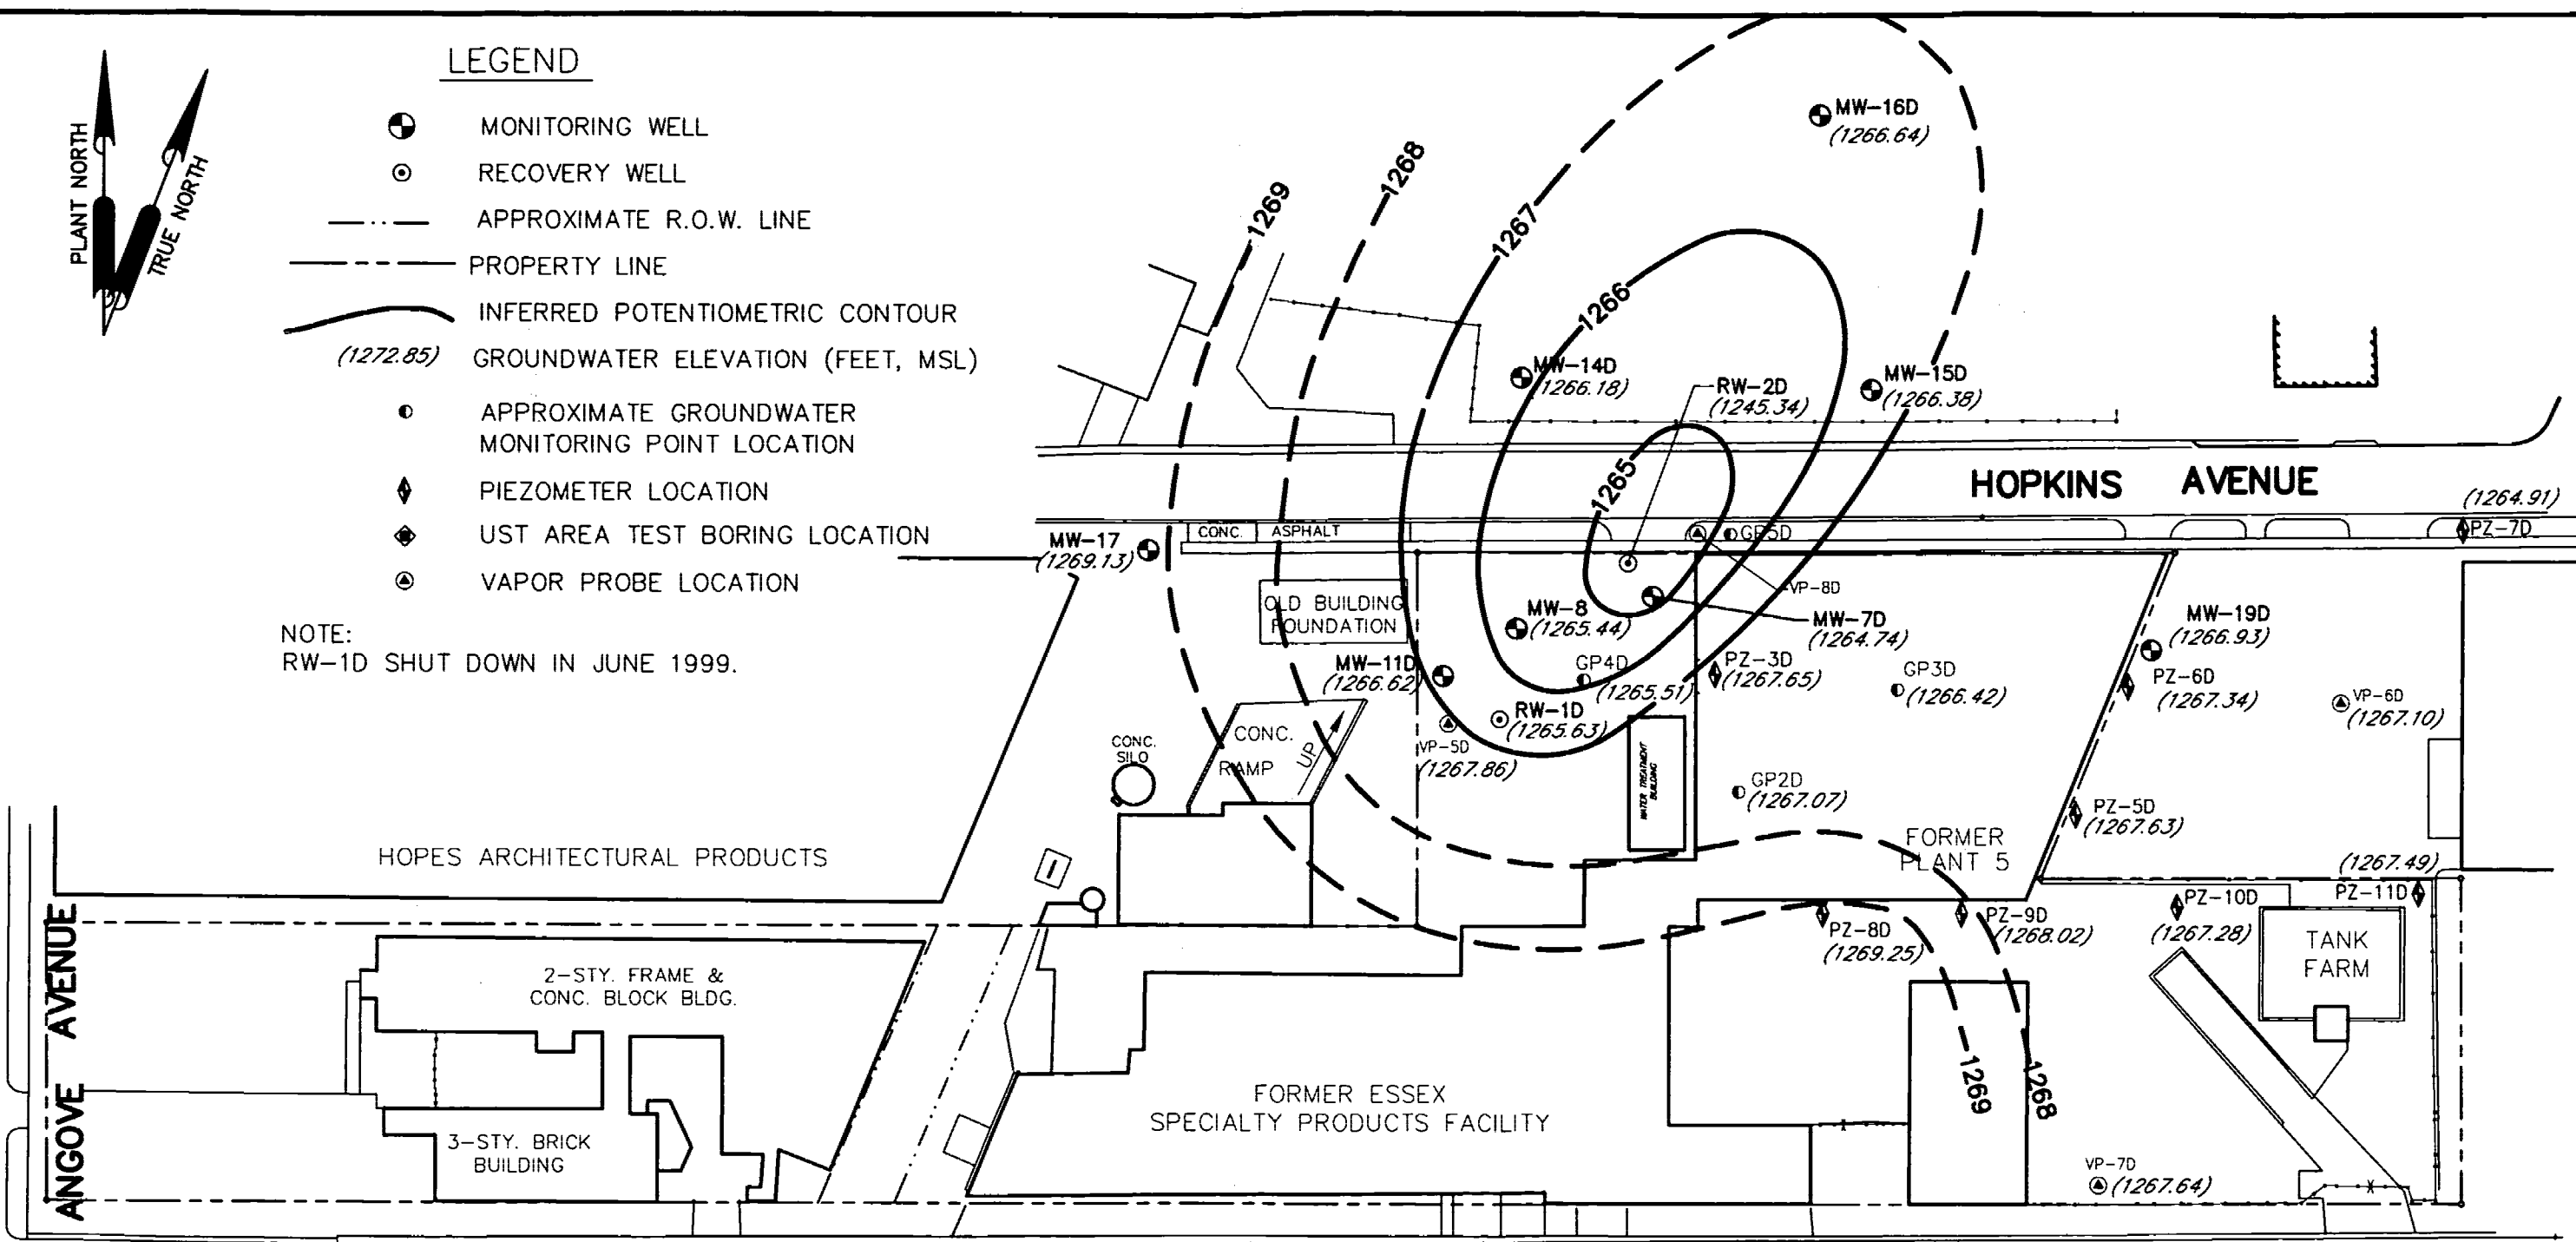 LEGEND
PLANT NORTH
TRUE NORTH
MONITORING WELL
RECOVERY WELL
APPROXIMATE R.O.W. LINE
PROPERTY LINE
INFERRED POTENTIOMETRIC CONTOUR
(1272.85) GROUNDWATER ELEVATION (FEET, MSL)
APPROXIMATE GROUNDWATER
MONITORING POINT LOCATION
PIEZOMETER LOCATION
UST AREA TEST BORING LOCATION
VAPOR PROBE LOCATION
NOTE:
RW-1D SHUT DOWN IN JUNE 1999.
1269
1268
1267
1266
1265
MW-16D
(1266.64)
MW-14D
(1266.18)
RW-2D
(1245.34)
MW-15D
(1266.38)
HOPKINS AVENUE
(1264.91)
PZ-7D
MW-17
(1269.13)
CONC.
ASPHALT
GP5D
VP-8D
OLD BUILDING
FOUNDATION
MW-8
(1265.44)
MW-7D
(1264.74)
MW-19D
(1266.93)
MW-11D
(1266.62)
GP4D
(1265.51)
PZ-3D
(1267.65)
GP3D
(1266.42)
PZ-6D
(1267.34)
VP-6D
(1267.10)
RW-1D
(1265.63)
VP-5D
(1267.86)
CONC.
SILO
CONC.
RAMP
UP
WATER TREATMENT
BUILDING
GP2D
(1267.07)
PZ-5D
(1267.63)
FORMER
PLANT 5
HOPES ARCHITECTURAL PRODUCTS
(1267.49)
PZ-11D
PZ-10D
(1267.28)
PZ-9D
(1268.02)
PZ-8D
(1269.25)
TANK
FARM
ANGOVE AVENUE
2-STY. FRAME &
CONC. BLOCK BLDG.
3-STY. BRICK
BUILDING
FORMER ESSEX
SPECIALTY PRODUCTS FACILITY
1269
1268
VP-7D
(1267.64)